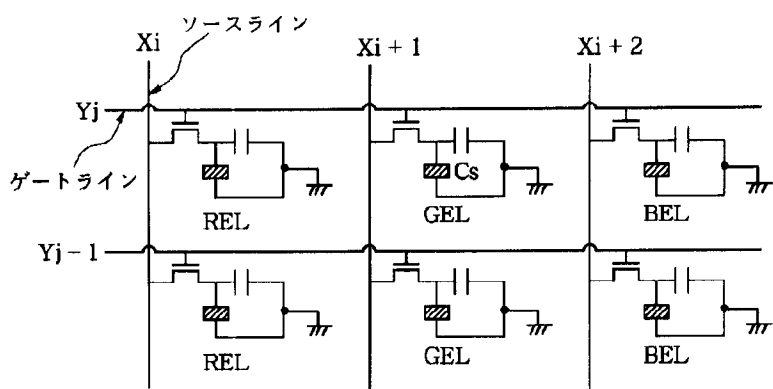 ソースライン
Xi
Xi + 1
Xi + 2
Yj
ゲートライン
Cs
REL
GEL
BEL
Yj - 1
REL
GEL
BEL